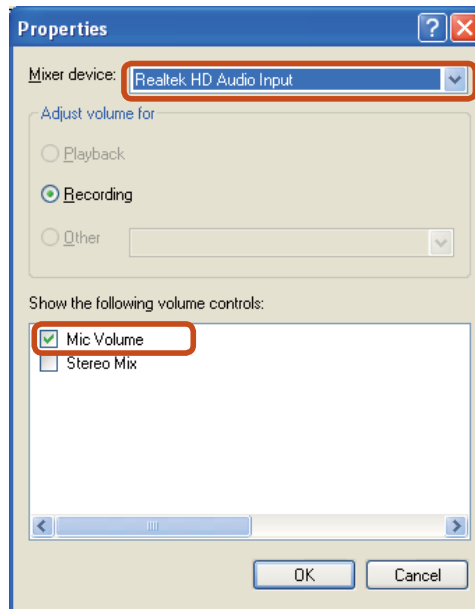 Properties
Mixer device: Realtek HD Audio Input
Adjust volume for
Playback
Recording
Other
Show the following volume controls:
Mic Volume
Stereo Mix
OK Cancel